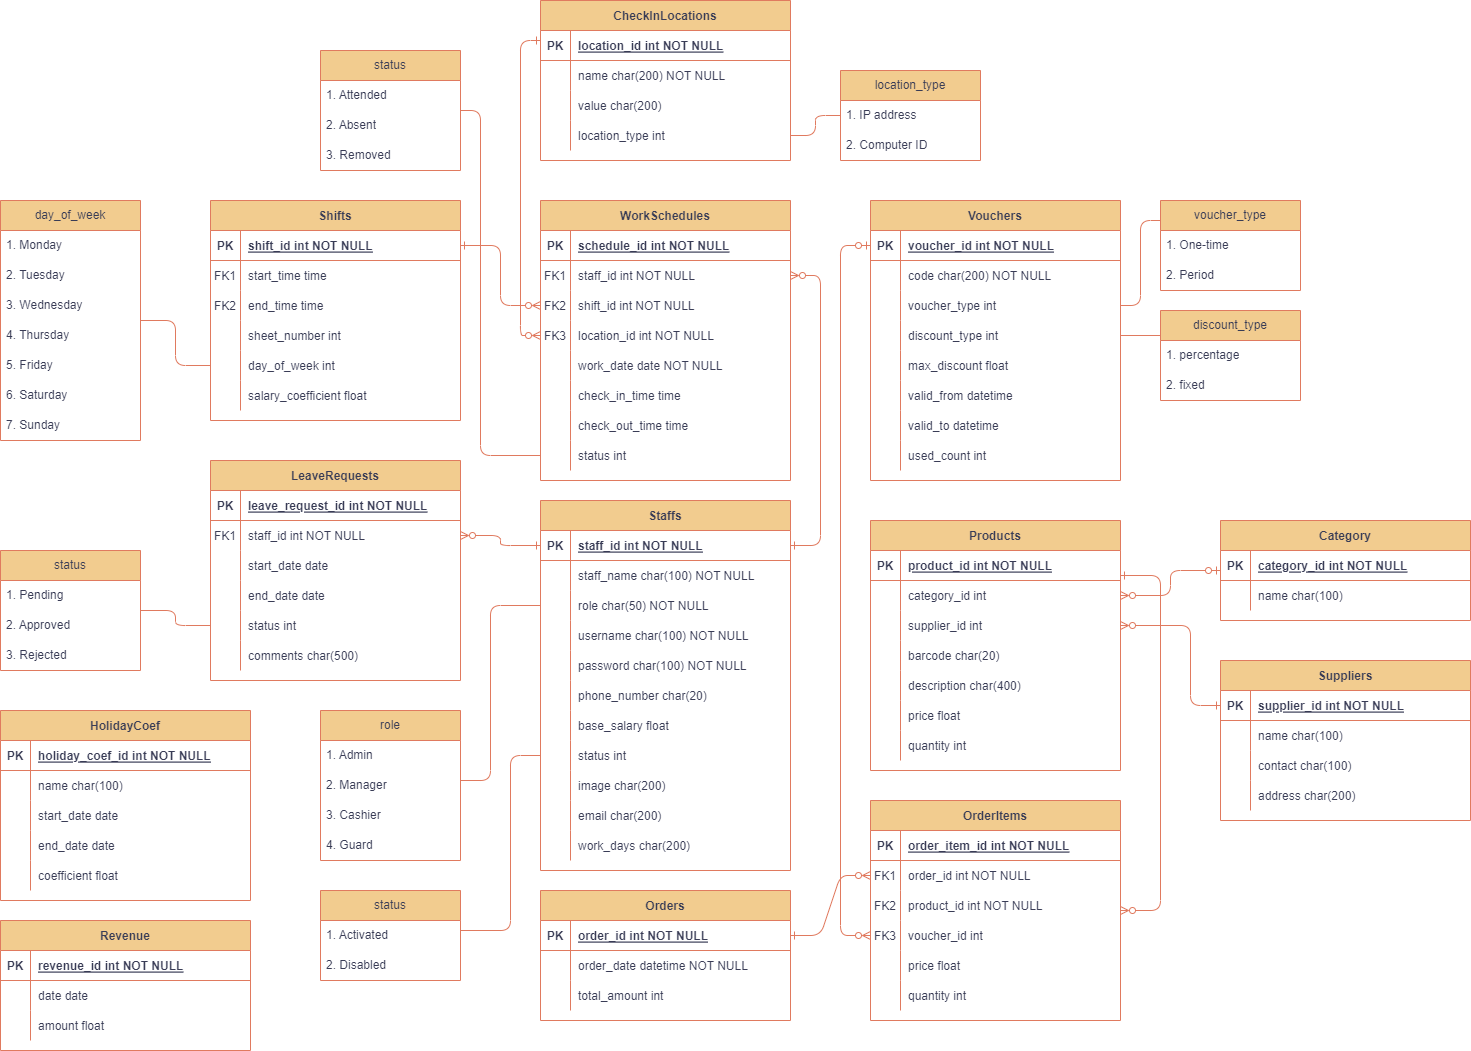 CheckInLocations
PK location_id int NOT NULL
name char(200) NOT NULL
value char(200)
location_type int
status
1. Attended
2. Absent
3. Removed
location_type
1. IP address
2. Computer ID
day_of_week
1. Monday
2. Tuesday
3. Wednesday
4. Thursday
5. Friday
6. Saturday
7. Sunday
Shifts
PK shift_id int NOT NULL
FK1 start_time time
FK2 end_time time
sheet_number int
day_of_week int
salary_coefficient float
WorkSchedules
PK schedule_id int NOT NULL
FK1 staff_id int NOT NULL
FK2 shift_id int NOT NULL
FK3 location_id int NOT NULL
work_date date NOT NULL
check_in_time time
check_out_time time
status int
Vouchers
PK voucher_id int NOT NULL
code char(200) NOT NULL
voucher_type int
discount_type int
max_discount float
valid_from datetime
valid_to datetime
used_count int
voucher_type
1. One-time
2. Period
discount_type
1. percentage
2. fixed
LeaveRequests
PK leave_request_id int NOT NULL
FK1 staff_id int NOT NULL
start_date date
end_date date
status int
comments char(500)
status
1. Pending
2. Approved
3. Rejected
Staffs
PK staff_id int NOT NULL
staff_name char(100) NOT NULL
role char(50) NOT NULL
username char(100) NOT NULL
password char(100) NOT NULL
phone_number char(20)
base_salary float
status int
image char(200)
email char(200)
work_days char(200)
Products
PK product_id int NOT NULL
category_id int
supplier_id int
barcode char(20)
description char(400)
price float
quantity int
Category
PK category_id int NOT NULL
name char(100)
Suppliers
PK supplier_id int NOT NULL
name char(100)
contact char(100)
address char(200)
HolidayCoef
PK holiday_coef_id int NOT NULL
name char(100)
start_date date
end_date date
coefficient float
role
1. Admin
2. Manager
3. Cashier
4. Guard
OrderItems
PK order_item_id int NOT NULL
FK1 order_id int NOT NULL
FK2 product_id int NOT NULL
FK3 voucher_id int
price float
quantity int
status
1. Activated
2. Disabled
Orders
PK order_id int NOT NULL
order_date datetime NOT NULL
total_amount int
Revenue
PK revenue_id int NOT NULL
date date
amount float